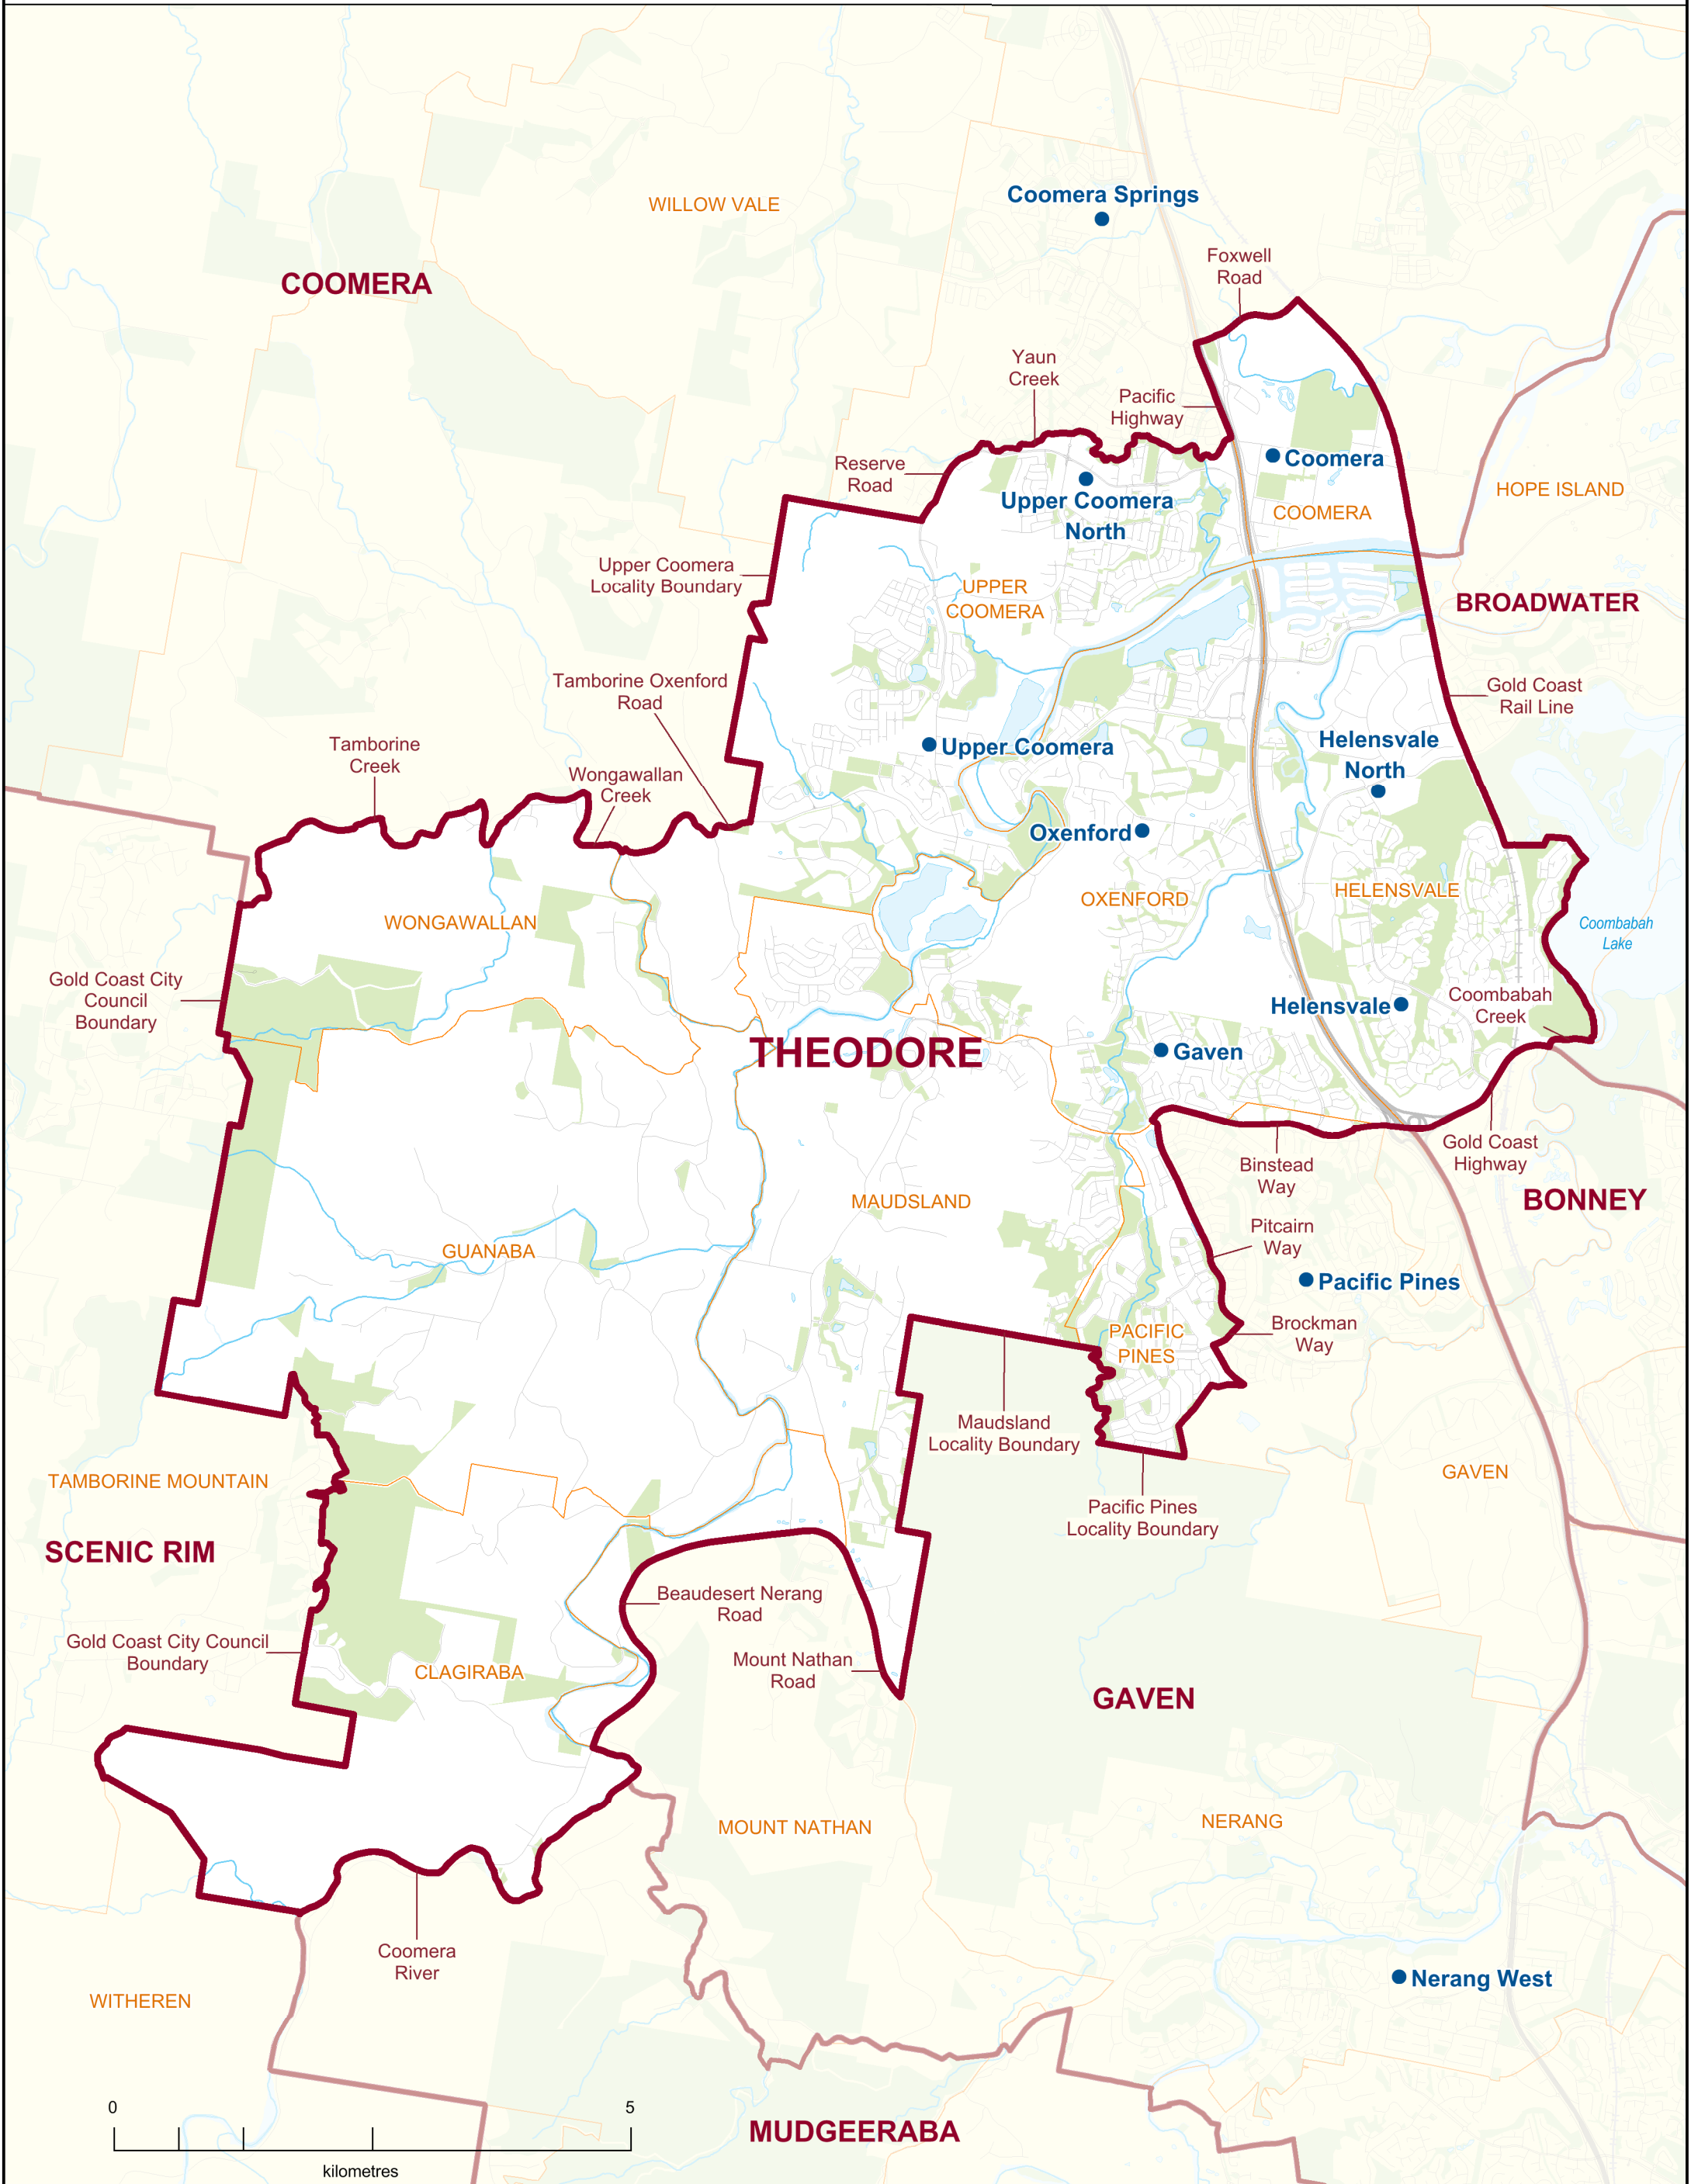 WILLOW VALE
Coomera Springs
COOMERA
Foxwell
Road
Yaun
Creek
Pacific
Highway
Reserve
Road
Coomera
Upper Coomera
North
COOMERA
HOPE ISLAND
Upper Coomera
Locality Boundary
UPPER
COOMERA
BROADWATER
Tamborine Oxenford
Road
Gold Coast
Rail Line
Tamborine
Creek
Wongawallan
Creek
Upper Coomera
Helensvale
North
Oxenford
WONGAWALLAN
OXENFORD
HELENSVALE
Coombabah
Lake
Gold Coast City
Council
Boundary
Helensvale
Coombabah
Creek
THEODORE
Gaven
Gold Coast
Highway
Binstead
Way
MAUDSLAND
BONNEY
GUANABA
Pitcairn
Way
Pacific Pines
PACIFIC
PINES
Brockman
Way
Maudsland
Locality Boundary
TAMBORINE MOUNTAIN
GAVEN
Pacific Pines
Locality Boundary
SCENIC RIM
Beaudesert Nerang
Road
Gold Coast City Council
Boundary
CLAGIRABA
Mount Nathan
Road
GAVEN
MOUNT NATHAN
NERANG
Coomera
River
WITHEREN
Nerang West
0 5
kilometres
MUDGEERABA